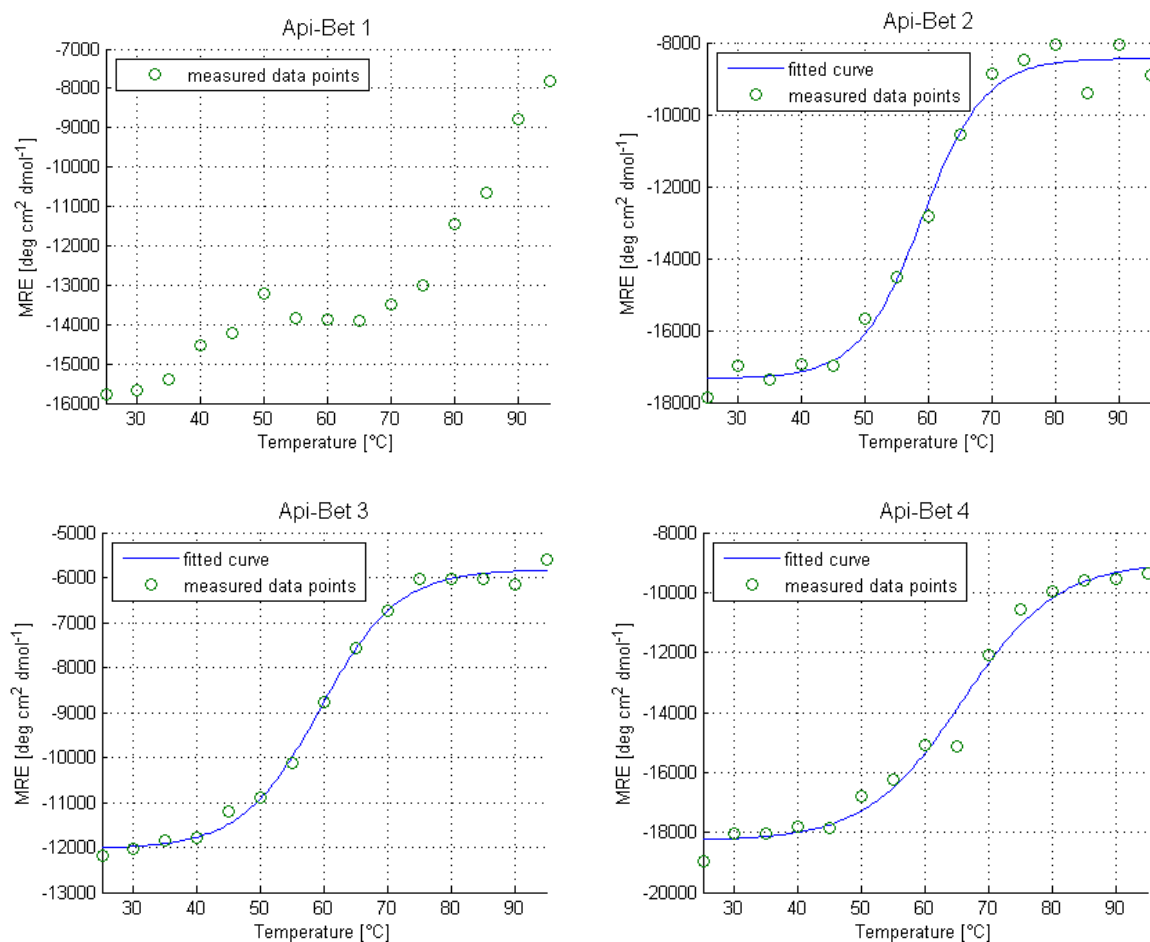 Api-Bet 1
measured data points
-7000
-8000
-9000
-10000
-11000
-12000
-13000
-14000
-15000
-16000
MRE [deg cm² dmol⁻¹]
30 40 50 60 70 80 90
Temperature [°C]
Api-Bet 2
fitted curve
measured data points
-8000
-10000
-12000
-14000
-16000
-18000
MRE [deg cm² dmol⁻¹]
30 40 50 60 70 80 90
Temperature [°C]
Api-Bet 3
fitted curve
measured data points
-5000
-6000
-7000
-8000
-9000
-10000
-11000
-12000
-13000
MRE [deg cm² dmol⁻¹]
30 40 50 60 70 80 90
Temperature [°C]
Api-Bet 4
fitted curve
measured data points
-8000
-10000
-12000
-14000
-16000
-18000
-20000
MRE [deg cm² dmol⁻¹]
30 40 50 60 70 80 90
Temperature [°C]